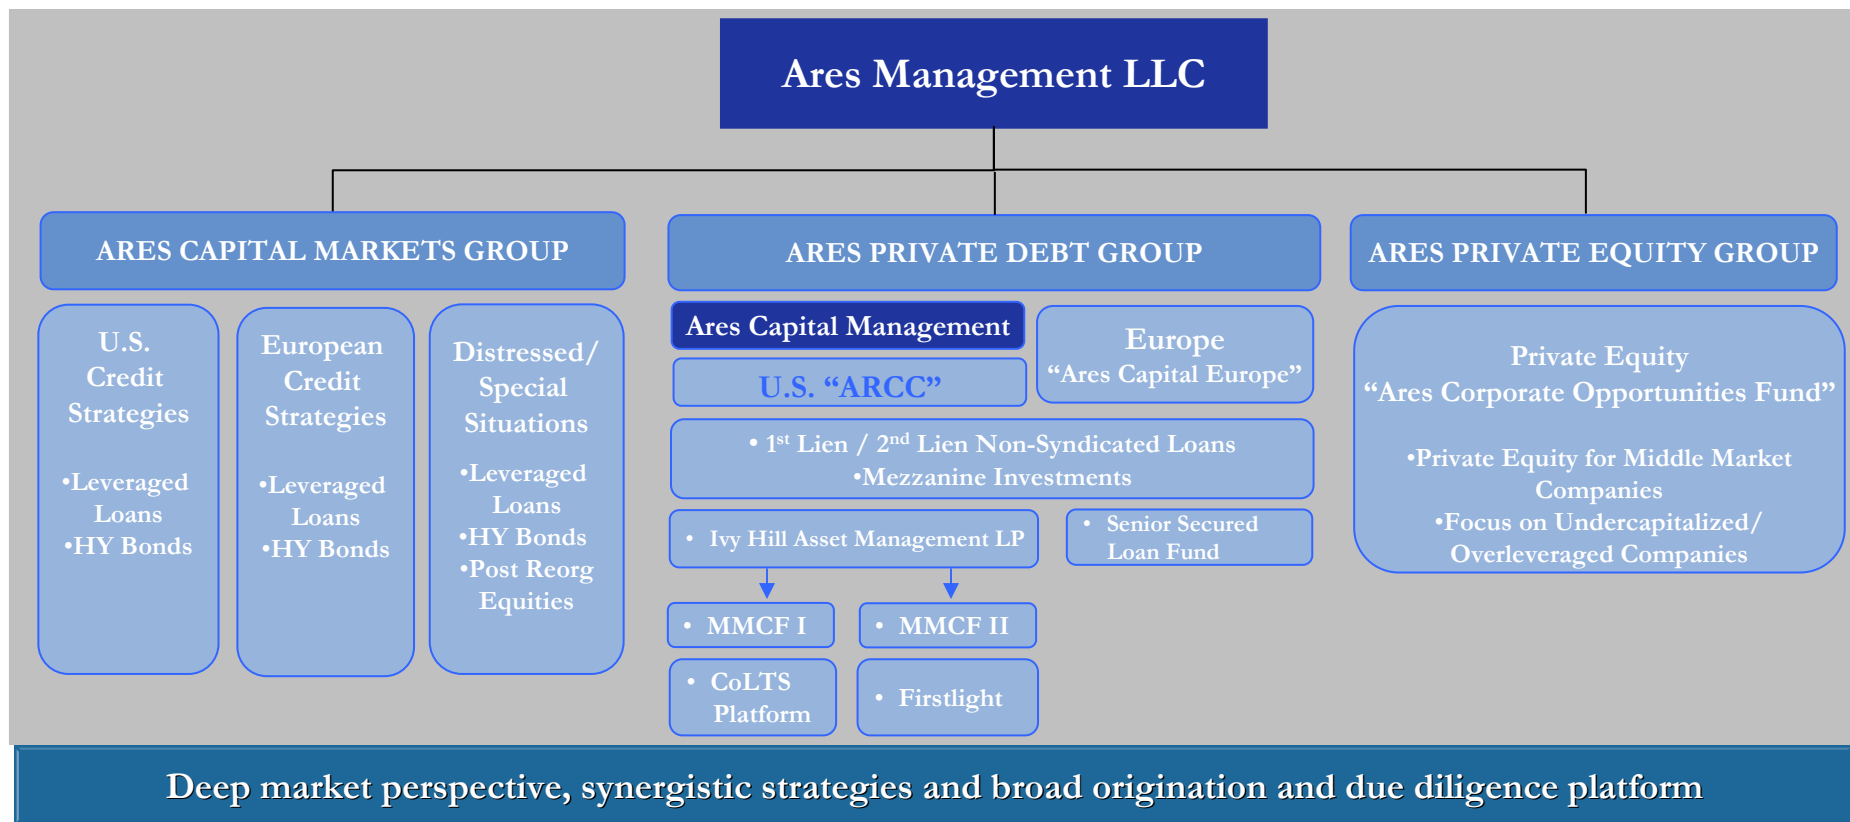 Ares Management LLC
ARES CAPITAL MARKETS GROUP
U.S.
Credit
Strategies
•Leveraged
Loans
•HY Bonds
European
Credit
Strategies
•Leveraged
Loans
•HY Bonds
Distressed/
Special
Situations
•Leveraged
Loans
•HY Bonds
•Post Reorg
Equities
ARES PRIVATE DEBT GROUP
Ares Capital Management
U.S. “ARCC”
Europe
“Ares Capital Europe”
• 1st Lien / 2nd Lien Non-Syndicated Loans
•Mezzanine Investments
• Ivy Hill Asset Management LP
• Senior Secured
Loan Fund
• MMCF I
• MMCF II
• CoLTS
Platform
• Firstlight
ARES PRIVATE EQUITY GROUP
Private Equity
“Ares Corporate Opportunities Fund”
•Private Equity for Middle Market
Companies
•Focus on Undercapitalized/
Overleveraged Companies
Deep market perspective, synergistic strategies and broad origination and due diligence platform